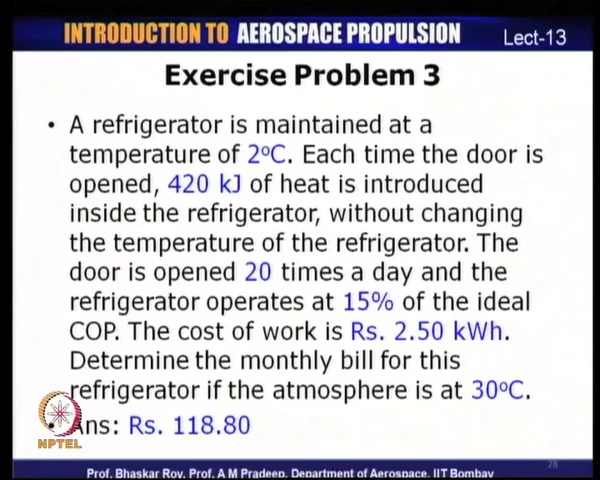 INTRODUCTION TO AEROSPACE PROPULSION
Lect-13
Exercise Problem 3
• A refrigerator is maintained at a
temperature of 2°C. Each time the door is
opened, 420 kJ of heat is introduced
inside the refrigerator, without changing
the temperature of the refrigerator. The
door is opened 20 times a day and the
refrigerator operates at 15% of the ideal
COP. The cost of work is Rs. 2.50 kWh.
Determine the monthly bill for this
refrigerator if the atmosphere is at 30°C.
Ans: Rs. 118.80
NPTEL
28
Prof. Bhaskar Roy, Prof. A M Pradeep, Department of Aerospace, IIT Bombay